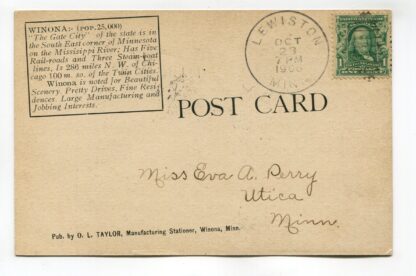 WINONA:- (POP. 25,000)
"The Gate City" of the state is in
the South East corner of Minnesota
on the Mississippi River; Has Five
Rail-roads and Three Steam-boat
lines, Is 286 miles N. W. of Chi-
cago 100 m. so. of the Twin Cities.
Winona is noted for Beautiful
Scenery. Pretty Drives, Fine Resi-
dences Large Manufacturing and
Jobbing Interests.
LEWISTON
OCT
23
7 PM
MINN
POST CARD
Miss Eva A. Perry
Utica
Minn.
Pub. by O. L. TAYLOR, Manufacturing Stationer, Winona, Minn.